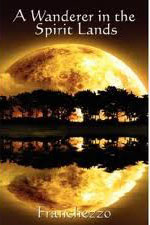 A Wanderer in the
Spirit Lands
Franchezzo